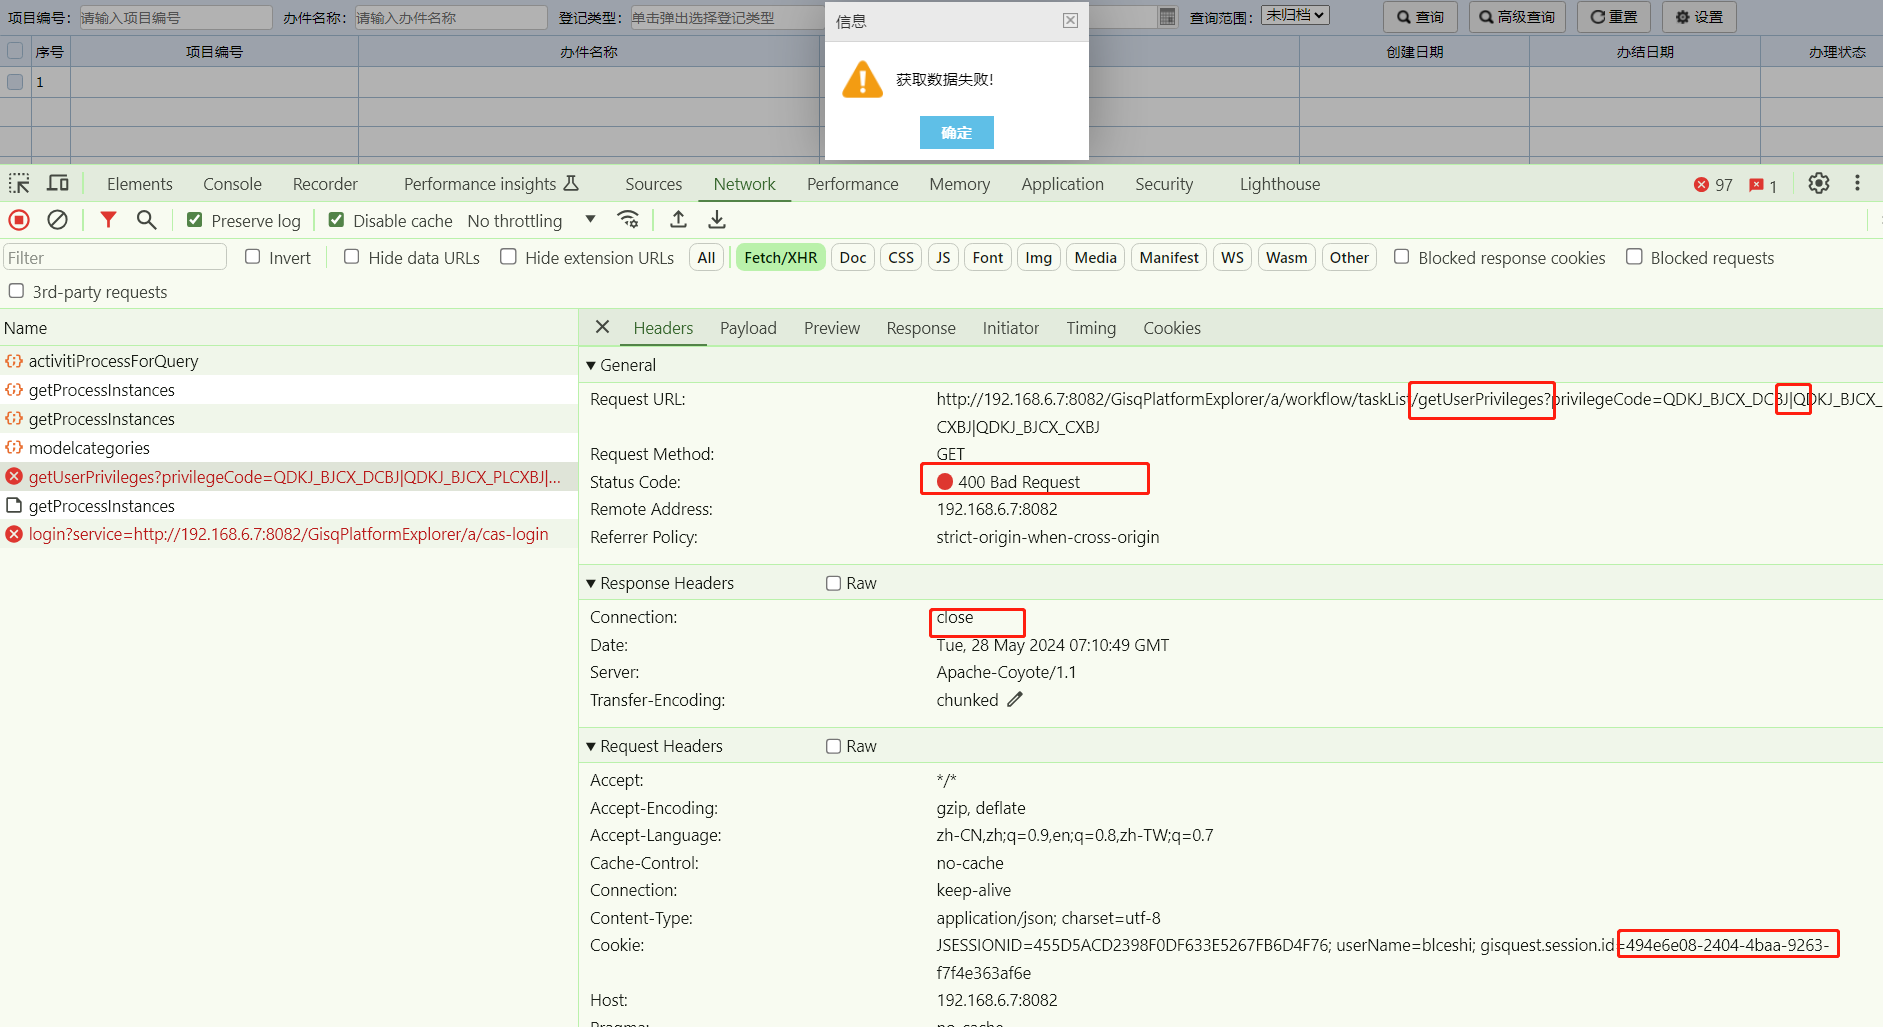 项目编号： 请输入项目编号 办件名称： 请输入办件名称 登记类型： 单击弹出选择登记类型 查询范围： 未归档 查询 高级查询 重置 设置
信息
序号 项目编号 办件名称 创建日期 办结日期 办理状态
1
获取数据失败!
确定
Elements Console Recorder Performance insights Sources Network Performance Memory Application Security Lighthouse 97 1
Preserve log Disable cache No throttling
Filter Invert Hide data URLs Hide extension URLs All Fetch/XHR Doc CSS JS Font Img Media Manifest WS Wasm Other Blocked response cookies Blocked requests
3rd-party requests
Name
activitiProcessForQuery
getProcessInstances
getProcessInstances
modelcategories
getUserPrivileges?privilegeCode=QDKJ_BJCX_DCBJ|QDKJ_BJCX_PLCXBJ|...
getProcessInstances
login?service=http://192.168.6.7:8082/GisqPlatformExplorer/a/cas-login
Headers Payload Preview Response Initiator Timing Cookies
General
Request URL: http://192.168.6.7:8082/GisqPlatformExplorer/a/workflow/taskList/getUserPrivileges?privilegeCode=QDKJ_BJCX_DCBJ|QDKJ_BJCX_
CXBJ|QDKJ_BJCX_CXBJ
Request Method: GET
Status Code: 400 Bad Request
Remote Address: 192.168.6.7:8082
Referrer Policy: strict-origin-when-cross-origin
Response Headers Raw
Connection: close
Date: Tue, 28 May 2024 07:10:49 GMT
Server: Apache-Coyote/1.1
Transfer-Encoding: chunked
Request Headers Raw
Accept: */*
Accept-Encoding: gzip, deflate
Accept-Language: zh-CN,zh;q=0.9,en;q=0.8,zh-TW;q=0.7
Cache-Control: no-cache
Connection: keep-alive
Content-Type: application/json; charset=utf-8
Cookie: JSESSIONID=455D5ACD2398F0DF633E5267FB6D4F76; userName=blceshi; gisquest.session.id=494e6e08-2404-4baa-9263-
f7f4e363af6e
Host: 192.168.6.7:8082
Pragma: no-cache